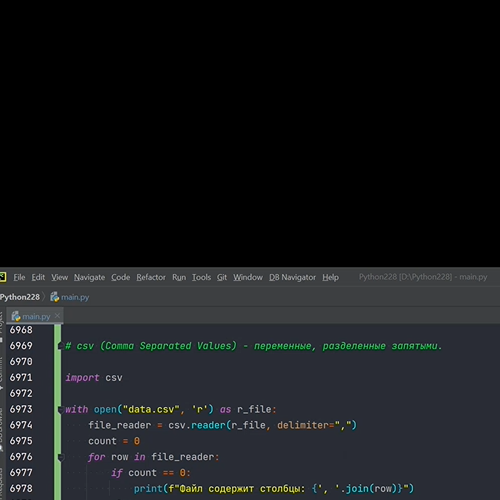 File Edit View Navigate Code Refactor Run Tools Git Window DB Navigator Help Python228 [D:\Python228] - main.py
Python228 main.py
main.py
6968
6969 # csv (Comma Separated Values) - переменные, разделенные запятыми.
6970
6971 import csv
6972
6973 with open("data.csv", 'r') as r_file:
6974 file_reader = csv.reader(r_file, delimiter=",")
6975 count = 0
6976 for row in file_reader:
6977 if count == 0:
6978 print(f"Файл содержит столбцы: {', '.join(row)}")